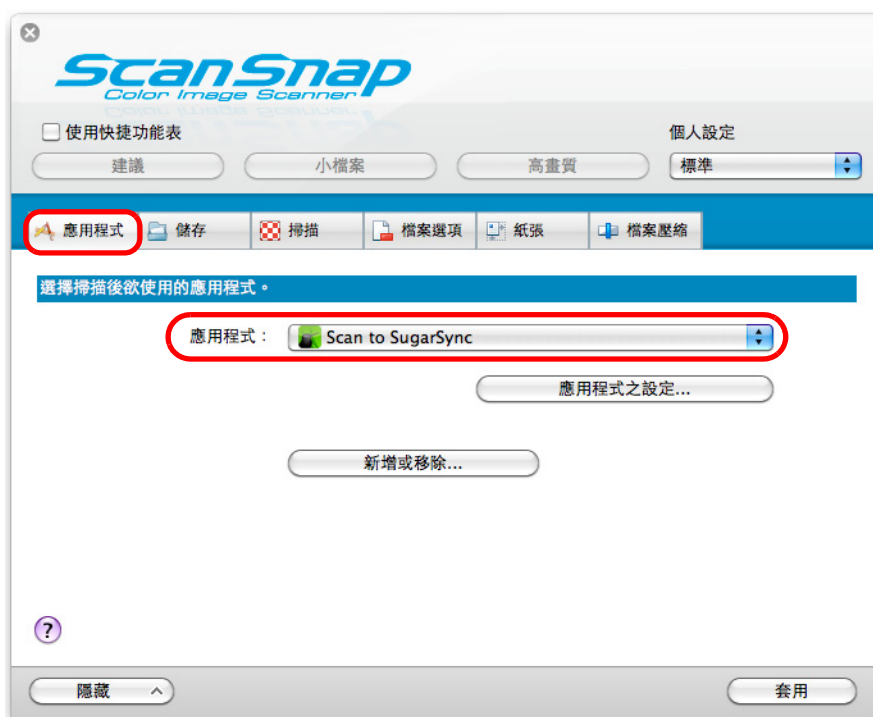 ScanSnap
Color Image Scanner
使用快捷功能表
個人設定
建議 小檔案 高畫質 標準
應用程式 儲存 掃描 檔案選項 紙張 檔案壓縮
選擇掃描後欲使用的應用程式。
應用程式： Scan to SugarSync
應用程式之設定...
新增或移除...
?
隱藏 套用